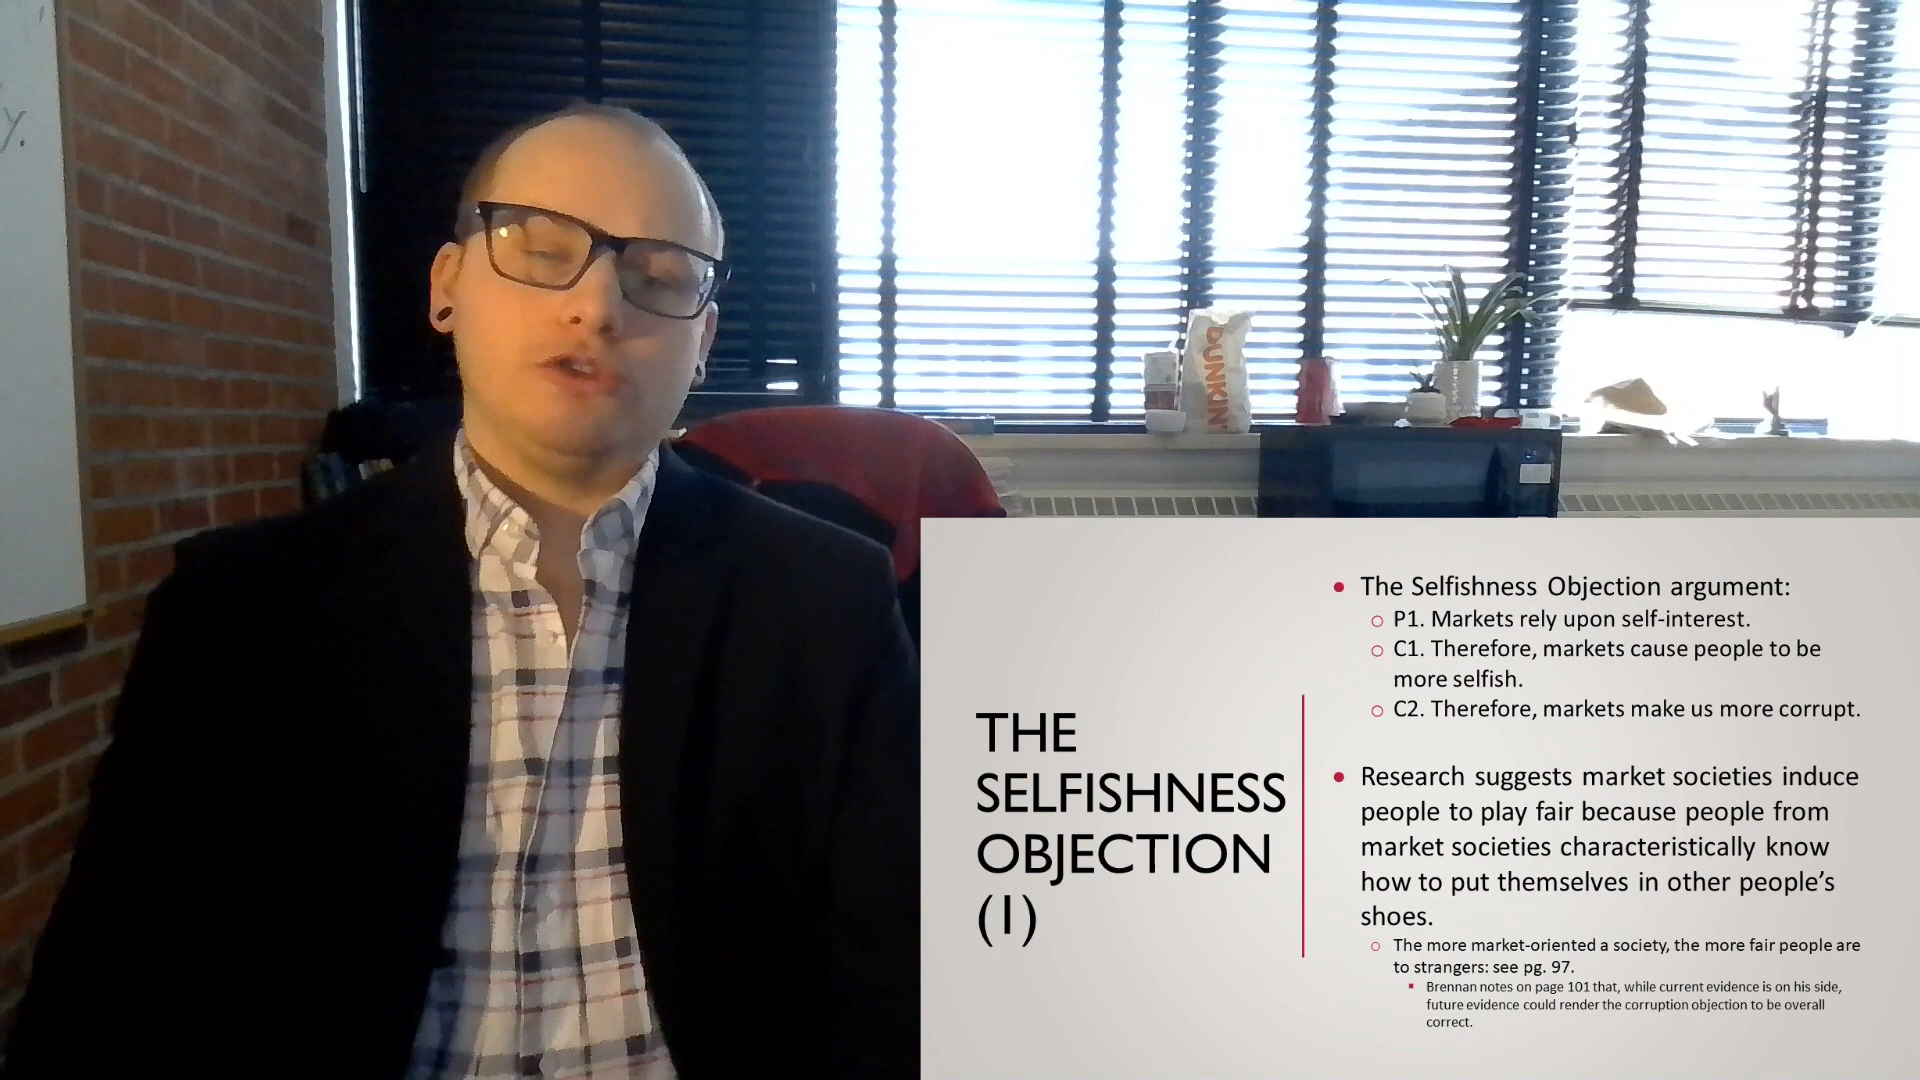 y.
DUNKIN'
THE
SELFISHNESS
OBJECTION
(1)
• The Selfishness Objection argument:
○ P1. Markets rely upon self-interest.
○ C1. Therefore, markets cause people to be
more selfish.
○ C2. Therefore, markets make us more corrupt.
• Research suggests market societies induce
people to play fair because people from
market societies characteristically know
how to put themselves in other people's
shoes.
○ The more market-oriented a society, the more fair people are
to strangers: see pg. 97.
▪ Brennan notes on page 101 that, while current evidence is on his side,
future evidence could render the corruption objection to be overall
correct.